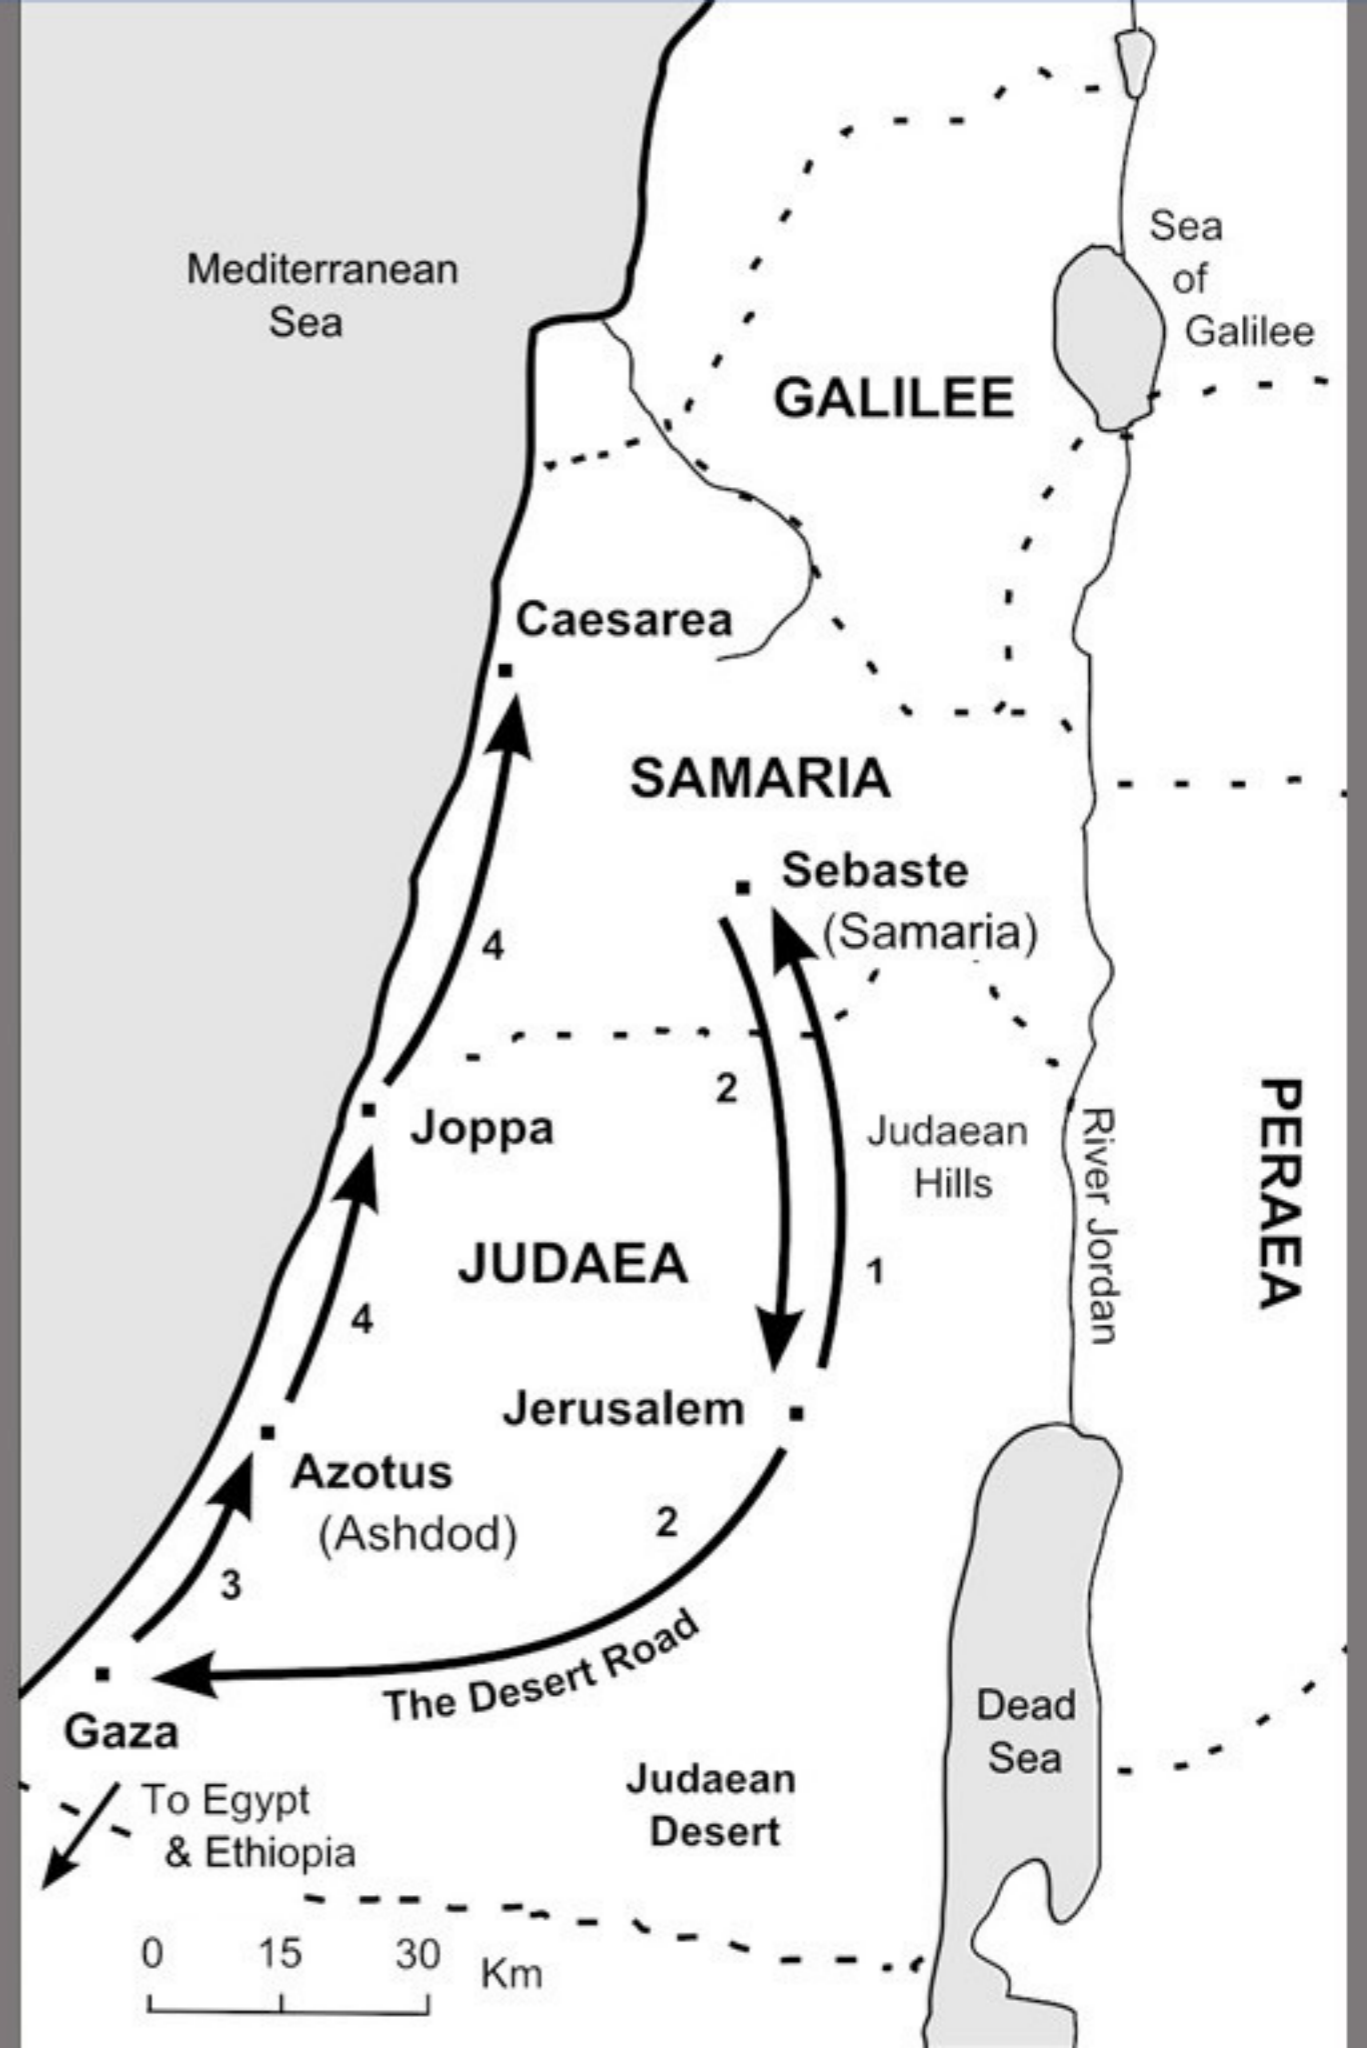 Mediterranean
Sea
Sea
of
Galilee
GALILEE
Caesarea
SAMARIA
Sebaste
(Samaria)
4
2
Joppa
Judaean
Hills
PERAEA
River Jordan
JUDAEA
1
4
Jerusalem
Azotus
(Ashdod)
2
3
The Desert Road
Gaza
Dead
Sea
To Egypt
& Ethiopia
Judaean
Desert
0 15 30 Km